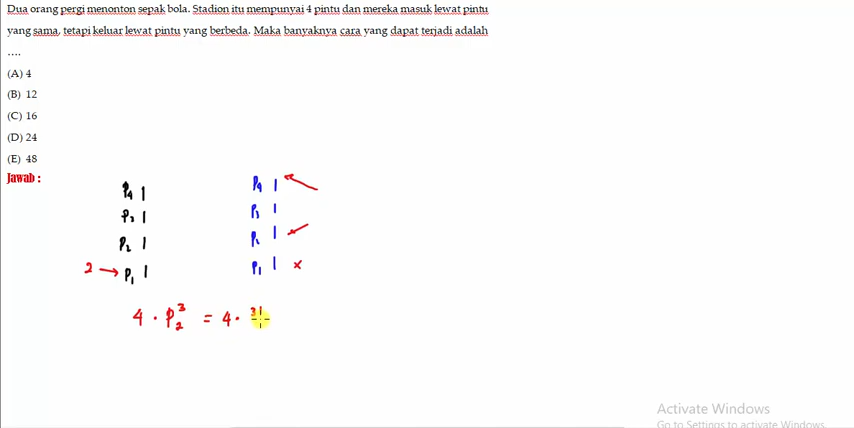 Dua orang pergi menonton sepak bola. Stadion itu mempunyai 4 pintu dan mereka masuk lewat pintu
yang sama, tetapi keluar lewat pintu yang berbeda. Maka banyaknya cara yang dapat terjadi adalah
....
(A) 4
(B) 12
(C) 16
(D) 24
(E) 48
Jawab :
P₄ | P₄ |
P₃ | P₃ |
P₂ | P₂ |
2 → P₁ | P₁ | x
4 · P₂³ = 4 · 3!
Activate Windows
Go to Settings to activate Windows.